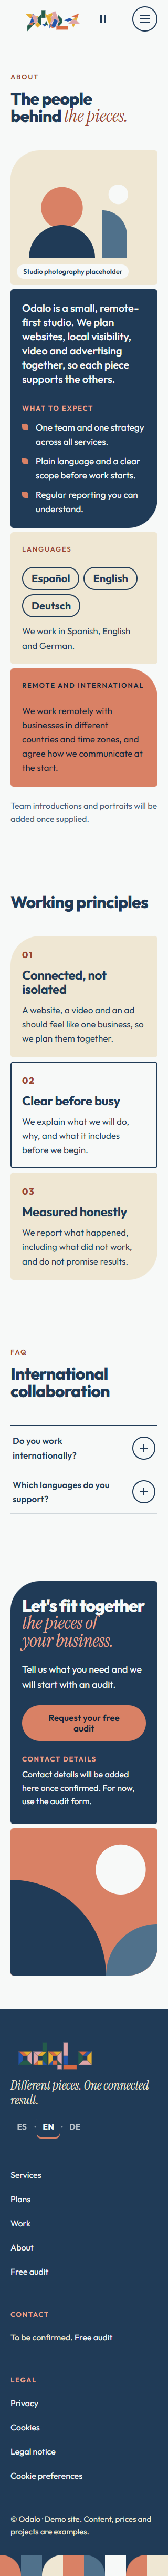 odalo
ABOUT
The people
behind the pieces.
Studio photography placeholder
Odalo is a small, remote-
first studio. We plan
websites, local visibility,
video and advertising
together, so each piece
supports the others.
WHAT TO EXPECT
One team and one strategy
across all services.
Plain language and a clear
scope before work starts.
Regular reporting you can
understand.
LANGUAGES
Español English
Deutsch
We work in Spanish, English
and German.
REMOTE AND INTERNATIONAL
We work remotely with
businesses in different
countries and time zones, and
agree how we communicate at
the start.
Team introductions and portraits will be
added once supplied.
Working principles
01
Connected, not
isolated
A website, a video and an ad
should feel like one business, so
we plan them together.
02
Clear before busy
We explain what we will do,
why, and what it includes
before we begin.
03
Measured honestly
We report what happened,
including what did not work,
and do not promise results.
FAQ
International
collaboration
Do you work
internationally?
Which languages do you
support?
Let's fit together
the pieces of
your business.
Tell us what you need and we
will start with an audit.
Request your free
audit
CONTACT DETAILS
Contact details will be added
here once confirmed. For now,
use the audit form.
odalo
Different pieces. One connected
result.
ES · EN · DE
Services
Plans
Work
About
Free audit
CONTACT
To be confirmed. Free audit
LEGAL
Privacy
Cookies
Legal notice
Cookie preferences
© Odalo · Demo site. Content, prices and
projects are examples.